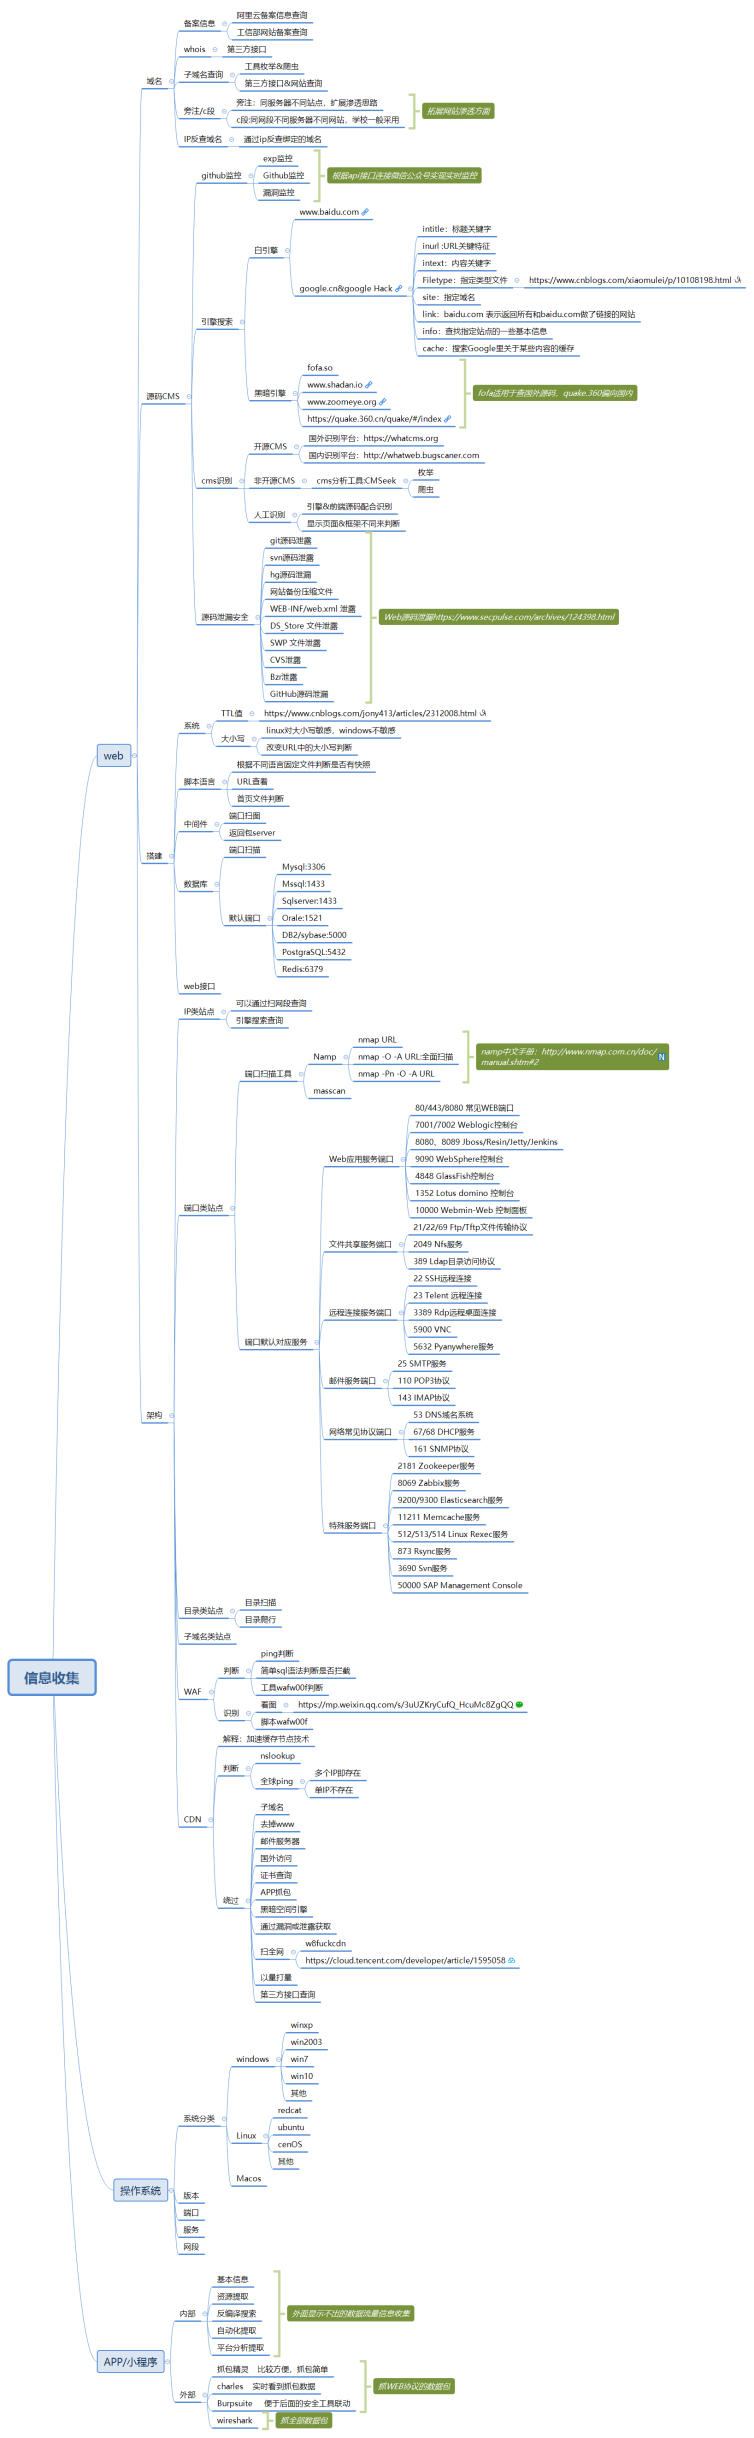 信息收集
web
域名
备案信息
阿里云备案信息查询
工信部网站备案查询
whois
第三方接口
子域名查询
工具枚举&爬虫
第三方接口&网站查询
旁注/c段
旁注：同服务器不同站点，扩展渗透思路
c段:同网段不同服务器不同网站，学校一般采用
拓展网站渗透方面
IP反查域名
通过ip反查绑定的域名
源码CMS
github监控
exp监控
Github监控
漏洞监控
根据api接口连接微信公众号实现实时监控
引擎搜索
白引擎
www.baidu.com
google.cn&google Hack
intitle：标题关键字
inurl :URL关键特征
intext：内容关键字
Filetype：指定类型文件
https://www.cnblogs.com/xiaomulei/p/10108198.html
site：指定域名
link：baidu.com 表示返回所有和baidu.com做了链接的网站
info：查找指定站点的一些基本信息
cache：搜索Google里关于某些内容的缓存
黑暗引擎
fofa.so
www.shadan.io
www.zoomeye.org
https://quake.360.cn/quake/#/index
fofa适用于查国外源码，quake.360偏向国内
cms识别
开源CMS
国外识别平台：https://whatcms.org
国内识别平台：http://whatweb.bugscaner.com
非开源CMS
cms分析工具:CMSeek
枚举
爬虫
人工识别
引擎&前端源码配合识别
显示页面&框架不同来判断
源码泄漏安全
git源码泄露
svn源码泄露
hg源码泄漏
网站备份压缩文件
WEB-INF/web.xml 泄露
DS_Store 文件泄露
SWP 文件泄露
CVS泄露
Bzr泄露
GitHub源码泄漏
Web源码泄漏https://www.secpulse.com/archives/124398.html
搭建
系统
TTL值
https://www.cnblogs.com/jony413/articles/2312008.html
大小写
linux对大小写敏感，windows不敏感
改变URL中的大小写判断
脚本语言
根据不同语言固定文件判断是否有快照
URL查看
首页文件判断
中间件
端口扫面
返回包server
数据库
端口扫描
默认端口
Mysql:3306
Mssql:1433
Sqlserver:1433
Orale:1521
DB2/sybase:5000
PostgraSQL:5432
Redis:6379
web接口
架构
IP类站点
可以通过扫网段查询
引擎搜索查询
端口类站点
端口扫描工具
Namp
nmap URL
nmap -O -A URL:全面扫描
nmap -Pn -O -A URL
namp中文手册：http://www.nmap.com.cn/doc/
manual.shtm#2
masscan
端口默认对应服务
Web应用服务端口
80/443/8080 常见WEB端口
7001/7002 Weblogic控制台
8080、8089 Jboss/Resin/Jetty/Jenkins
9090 WebSphere控制台
4848 GlassFish控制台
1352 Lotus domino 控制台
10000 Webmin-Web 控制面板
文件共享服务端口
21/22/69 Ftp/Tftp文件传输协议
2049 Nfs服务
389 Ldap目录访问协议
远程连接服务端口
22 SSH远程连接
23 Telent 远程连接
3389 Rdp远程桌面连接
5900 VNC
5632 Pyanywhere服务
邮件服务端口
25 SMTP服务
110 POP3协议
143 IMAP协议
网络常见协议端口
53 DNS域名系统
67/68 DHCP服务
161 SNMP协议
特殊服务端口
2181 Zookeeper服务
8069 Zabbix服务
9200/9300 Elasticsearch服务
11211 Memcache服务
512/513/514 Linux Rexec服务
873 Rsync服务
3690 Svn服务
50000 SAP Management Console
目录类站点
目录扫描
目录爬行
子域名类站点
WAF
判断
ping判断
简单sql语法判断是否拦截
工具wafw00f判断
识别
看面
https://mp.weixin.qq.com/s/3uUZKryCufQ_HcuMc8ZgQQ
脚本wafw00f
CDN
解释：加速缓存节点技术
判断
nslookup
全球ping
多个IP即存在
单IP不存在
绕过
子域名
去掉www
邮件服务器
国外访问
证书查询
APP抓包
黑暗空间引擎
通过漏洞或泄露获取
扫全网
w8fuckcdn
https://cloud.tencent.com/developer/article/1595058
以量打量
第三方接口查询
操作系统
系统分类
windows
winxp
win2003
win7
win10
其他
Linux
redcat
ubuntu
cenOS
其他
Macos
版本
端口
服务
网段
APP/小程序
内部
基本信息
资源提取
反编译搜索
自动化提取
平台分析提取
外面显示不出的数据流量信息收集
外部
抓包精灵 比较方便，抓包简单
charles 实时看到抓包数据
Burpsuite 便于后面的安全工具联动
抓WEB协议的数据包
wireshark
抓全部数据包